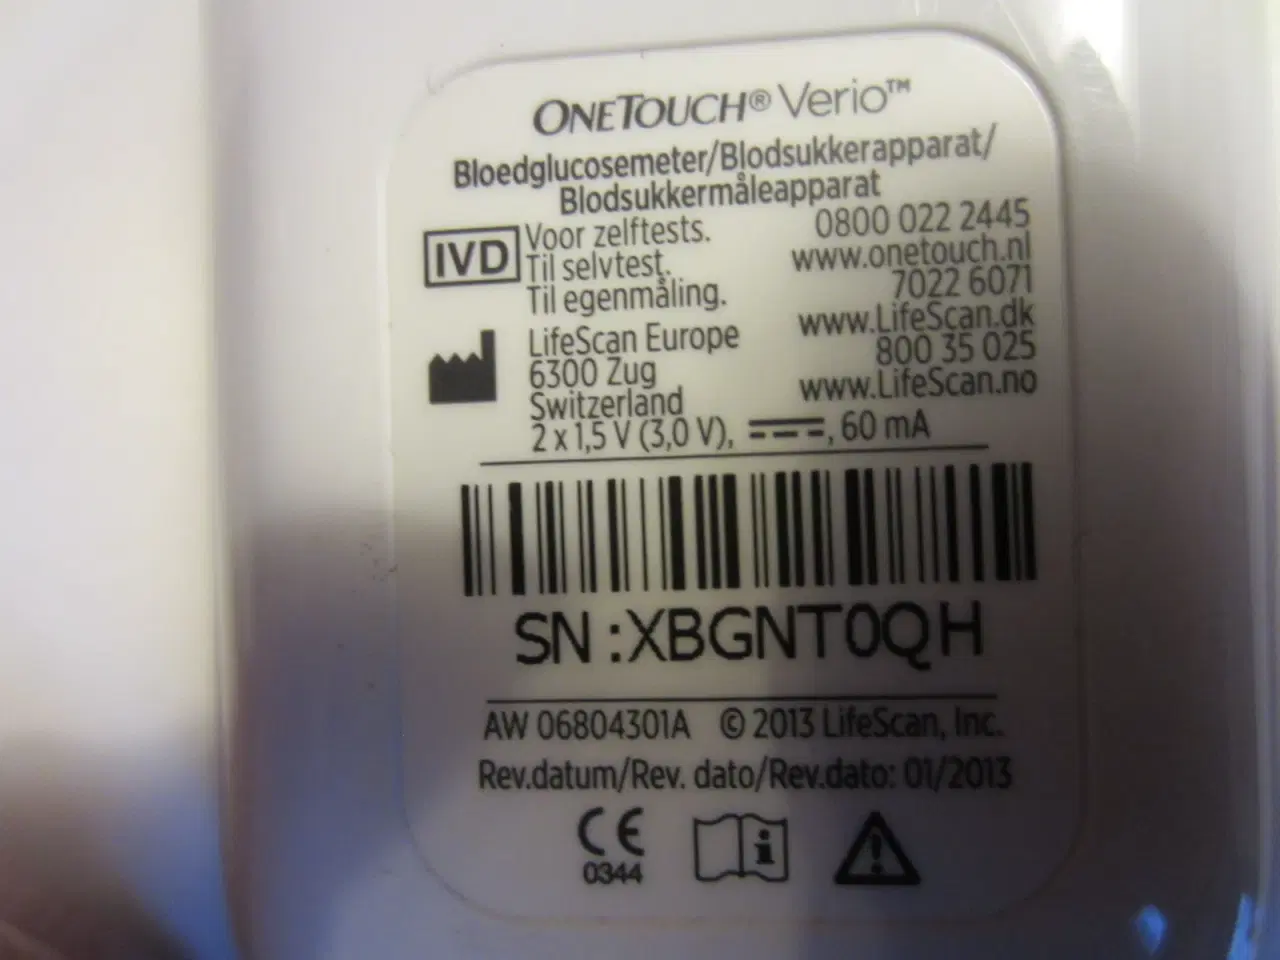 ONETOUCH® Verio™
Bloedglucosemeter/Blodsukkerapparat/
Blodsukkermåleapparat
IVD
Voor zelftests.
Til selvtest.
Til egenmåling.
0800 022 2445
www.onetouch.nl
7022 6071
www.LifeScan.dk
800 35 025
www.LifeScan.no
LifeScan Europe
6300 Zug
Switzerland
2 x 1,5 V (3,0 V), ⎓, 60 mA
SN:XBGNT0QH
AW 06804301A © 2013 LifeScan, Inc.
Rev.datum/Rev. dato/Rev.dato: 01/2013
CE
0344